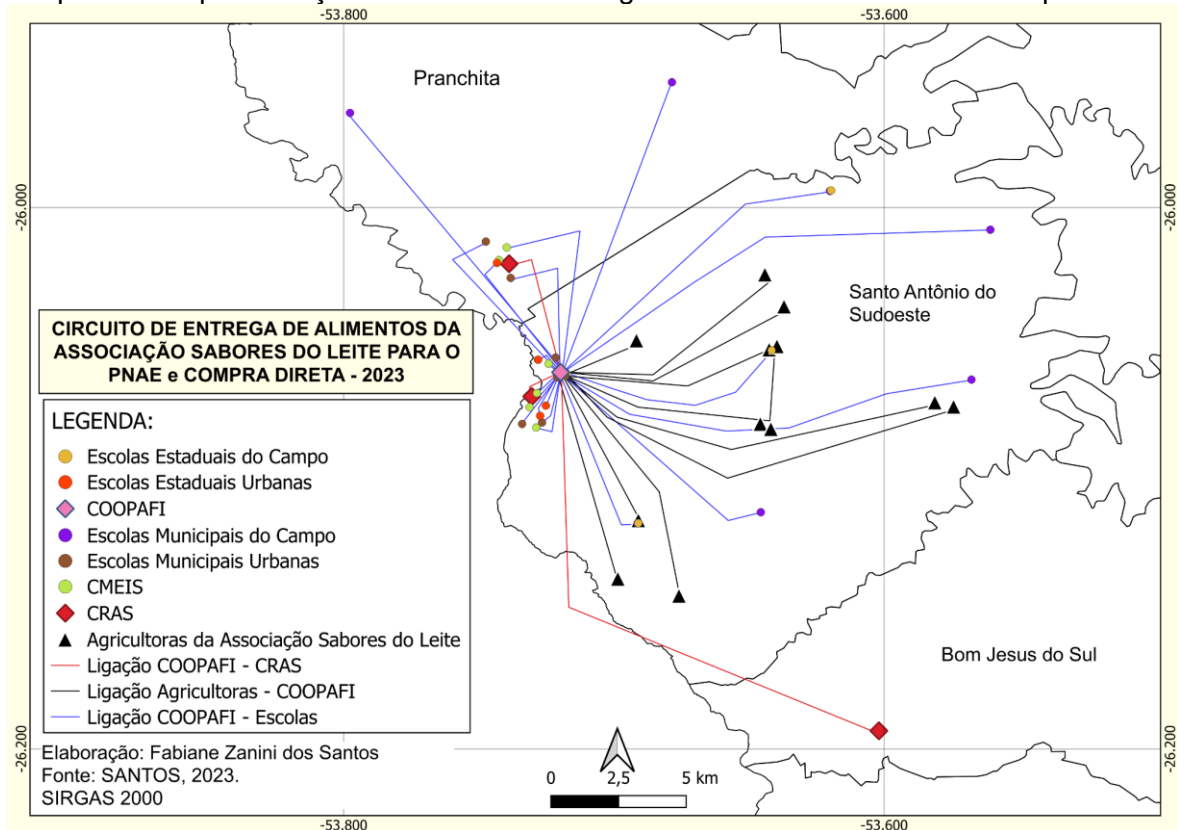 -53.800
-53.600
Pranchita
-26.000
-26.000
Santo Antônio do
Sudoeste
CIRCUITO DE ENTREGA DE ALIMENTOS DA
ASSOCIAÇÃO SABORES DO LEITE PARA O
PNAE e COMPRA DIRETA - 2023
LEGENDA:
Escolas Estaduais do Campo
Escolas Estaduais Urbanas
COOPAFI
Escolas Municipais do Campo
Escolas Municipais Urbanas
CMEIS
CRAS
Agricultoras da Associação Sabores do Leite
Ligação COOPAFI - CRAS
Ligação Agricultoras - COOPAFI
Ligação COOPAFI - Escolas
Bom Jesus do Sul
Elaboração: Fabiane Zanini dos Santos
Fonte: SANTOS, 2023.
SIRGAS 2000
0 2,5 5 km
-26.200
-26.200
-53.800
-53.600